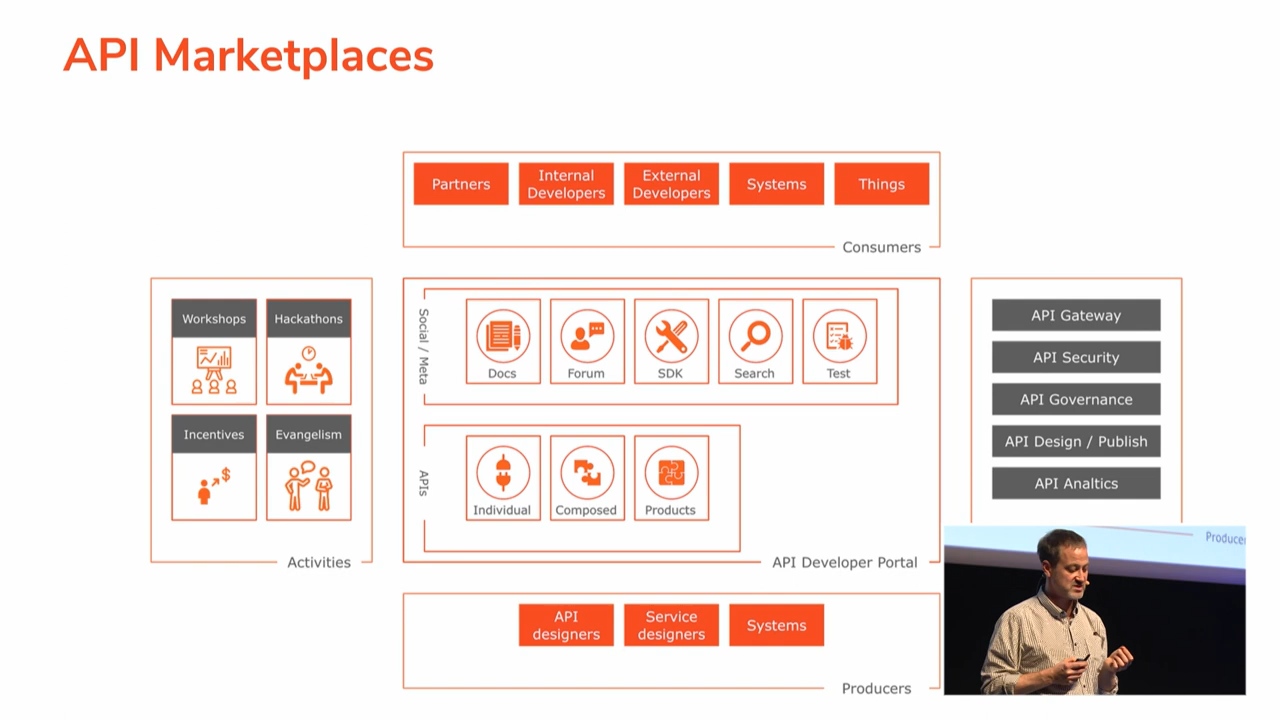 API Marketplaces
Partners
Internal
Developers
External
Developers
Systems
Things
Consumers
Workshops
Hackathons
Incentives
Evangelism
$
Activities
Social / Meta
Docs
Forum
SDK
Search
Test
APIs
Individual
Composed
Products
API Developer Portal
API Gateway
API Security
API Governance
API Design / Publish
API Analtics
API
designers
Service
designers
Systems
Producers